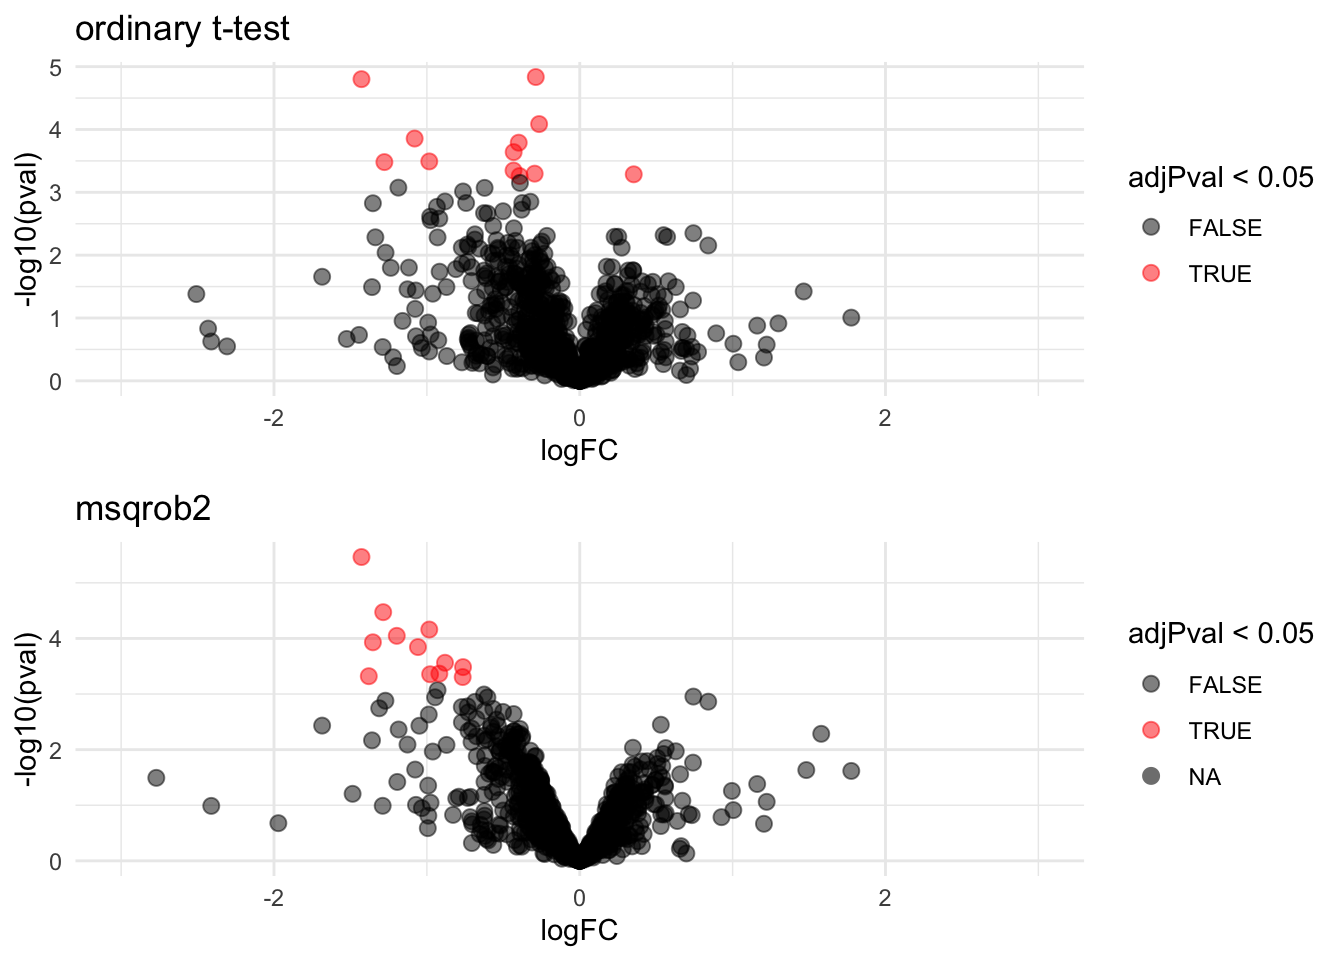 ordinary t-test
5
4
3
2
1
0
-log10(pval)
-2
0
2
logFC
adjPval < 0.05
FALSE
TRUE
msqrob2
4
2
0
-log10(pval)
-2
0
2
logFC
adjPval < 0.05
FALSE
TRUE
NA